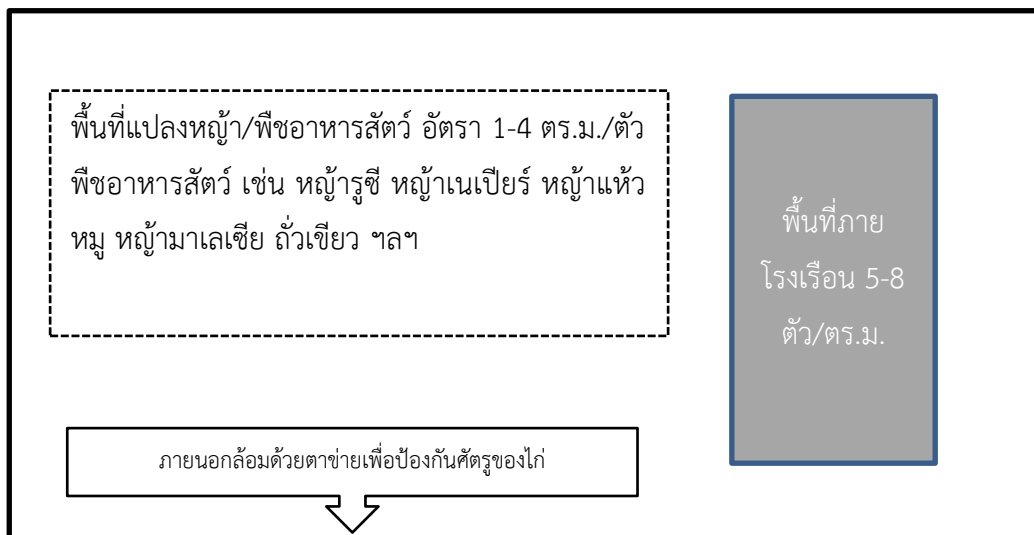 พื้นที่แปลงหญ้า/พืชอาหารสัตว์ อัตรา 1-4 ตร.ม./ตัว
พืชอาหารสัตว์ เช่น หญ้ารูซี หญ้าเนเปียร์ หญ้าแห้ว
หมู หญ้ามาเลเซีย ถั่วเขียว ฯลฯ
พื้นที่ภาย
โรงเรือน 5-8
ตัว/ตร.ม.
ภายนอกล้อมด้วยตาข่ายเพื่อป้องกันศัตรูของไก่